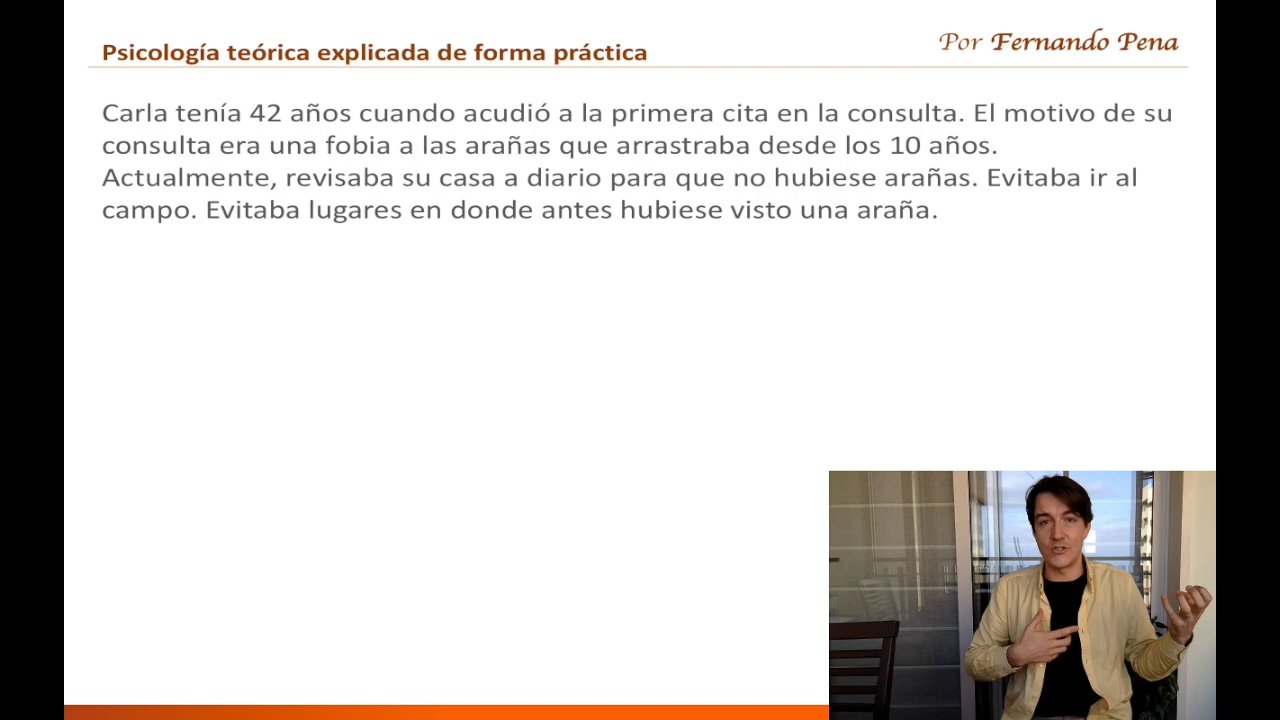 Psicología teórica explicada de forma práctica
Por Fernando Pena
Carla tenía 42 años cuando acudió a la primera cita en la consulta. El motivo de su
consulta era una fobia a las arañas que arrastraba desde los 10 años.
Actualmente, revisaba su casa a diario para que no hubiese arañas. Evitaba ir al
campo. Evitaba lugares en donde antes hubiese visto una araña.